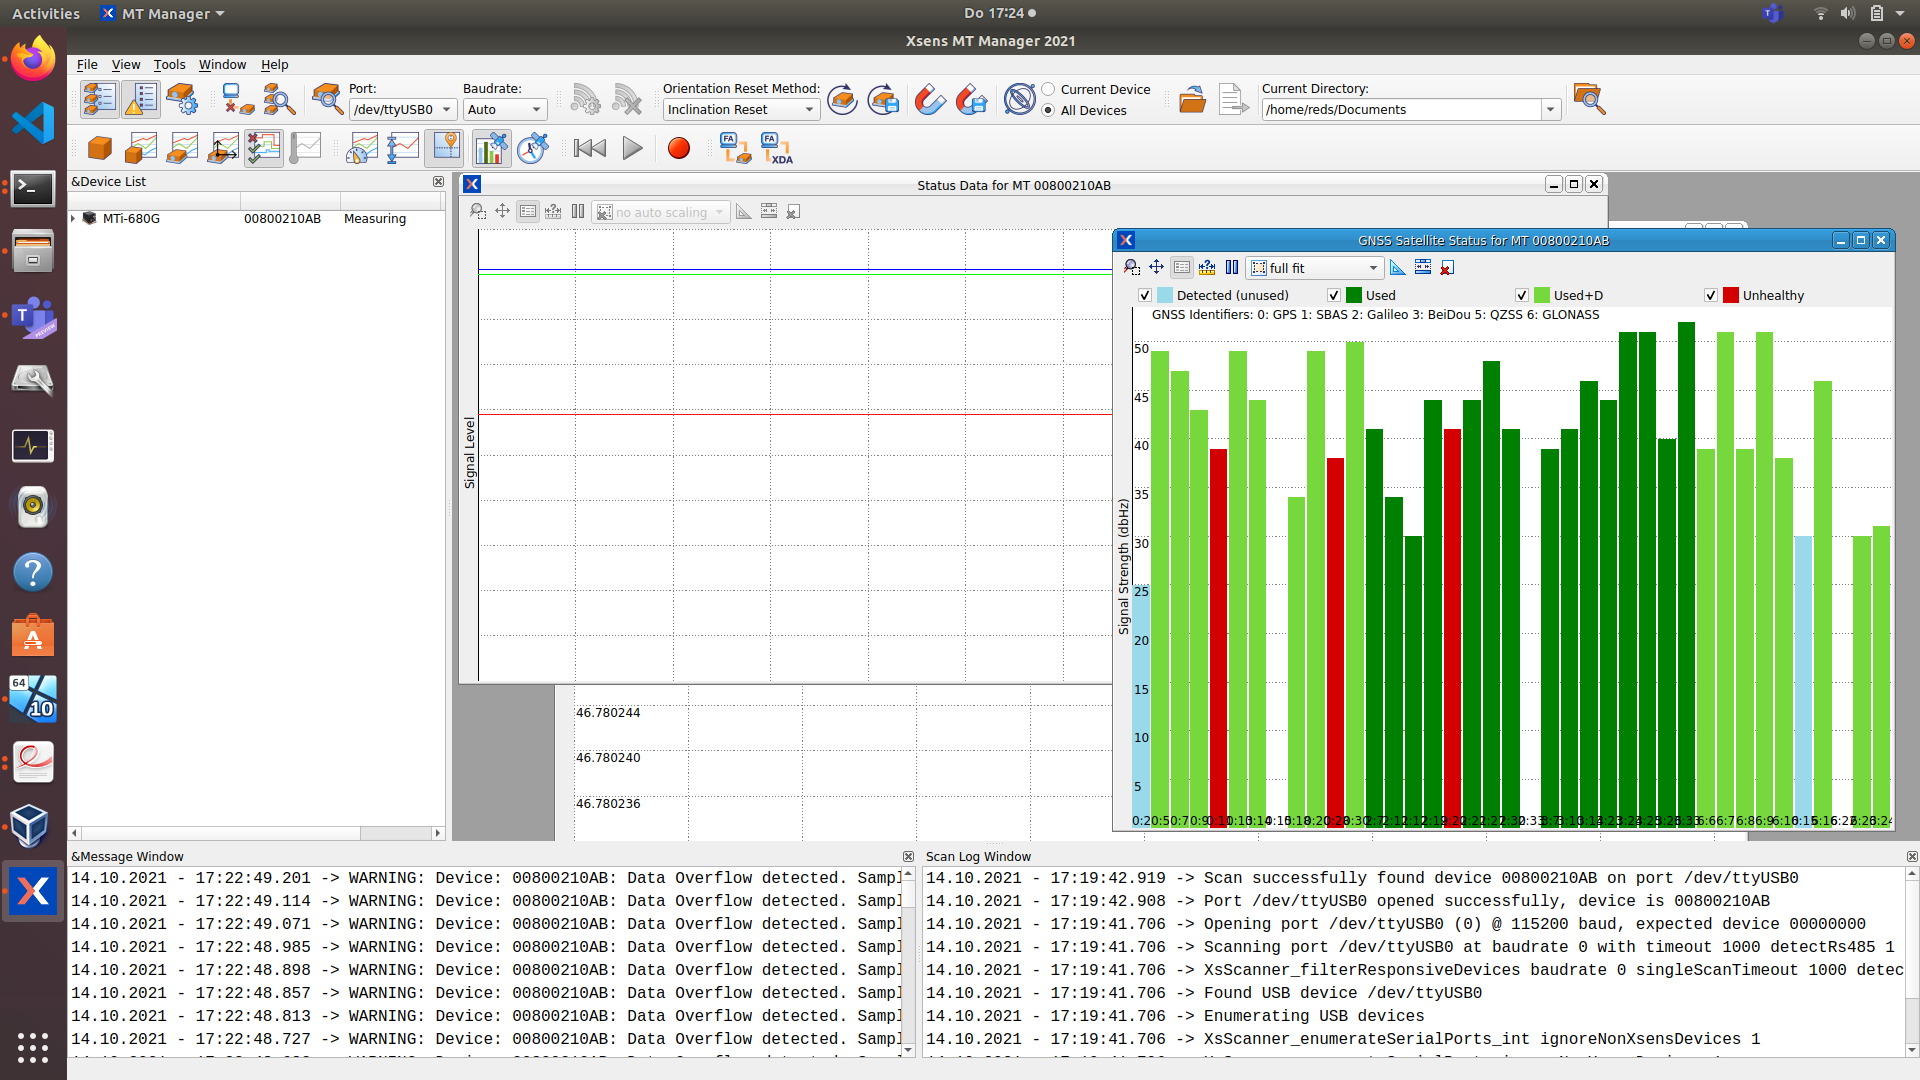 Activities
MT Manager
Do 17:24
Xsens MT Manager 2021
File View Tools Window Help
Port:
/dev/ttyUSB0
Baudrate:
Auto
Orientation Reset Method:
Inclination Reset
Current Device
All Devices
Current Directory:
/home/reds/Documents
FA
FA
XDA
&Device List
MTi-680G 00800210AB Measuring
Status Data for MT 00800210AB
no auto scaling
Signal Level
46.780244
46.780240
46.780236
GNSS Satellite Status for MT 00800210AB
full fit
Detected (unused) Used Used+D Unhealthy
GNSS Identifiers: 0: GPS 1: SBAS 2: Galileo 3: BeiDou 5: QZSS 6: GLONASS
Signal Strength (dbHz)
50
45
40
35
30
25
20
15
10
5
64
10
PREVIEW
&Message Window
14.10.2021 - 17:22:49.201 -> WARNING: Device: 00800210AB: Data Overflow detected. Sampl
14.10.2021 - 17:22:49.114 -> WARNING: Device: 00800210AB: Data Overflow detected. Sampl
14.10.2021 - 17:22:49.071 -> WARNING: Device: 00800210AB: Data Overflow detected. Sampl
14.10.2021 - 17:22:48.985 -> WARNING: Device: 00800210AB: Data Overflow detected. Sampl
14.10.2021 - 17:22:48.898 -> WARNING: Device: 00800210AB: Data Overflow detected. Sampl
14.10.2021 - 17:22:48.857 -> WARNING: Device: 00800210AB: Data Overflow detected. Sampl
14.10.2021 - 17:22:48.813 -> WARNING: Device: 00800210AB: Data Overflow detected. Sampl
14.10.2021 - 17:22:48.727 -> WARNING: Device: 00800210AB: Data Overflow detected. Sampl
Scan Log Window
14.10.2021 - 17:19:42.919 -> Scan successfully found device 00800210AB on port /dev/ttyUSB0
14.10.2021 - 17:19:42.908 -> Port /dev/ttyUSB0 opened successfully, device is 00800210AB
14.10.2021 - 17:19:41.706 -> Opening port /dev/ttyUSB0 (0) @ 115200 baud, expected device 00000000
14.10.2021 - 17:19:41.706 -> Scanning port /dev/ttyUSB0 at baudrate 0 with timeout 1000 detectRs485 1
14.10.2021 - 17:19:41.706 -> XsScanner_filterResponsiveDevices baudrate 0 singleScanTimeout 1000 detec
14.10.2021 - 17:19:41.706 -> Found USB device /dev/ttyUSB0
14.10.2021 - 17:19:41.706 -> Enumerating USB devices
14.10.2021 - 17:19:41.706 -> XsScanner_enumerateSerialPorts_int ignoreNonXsensDevices 1